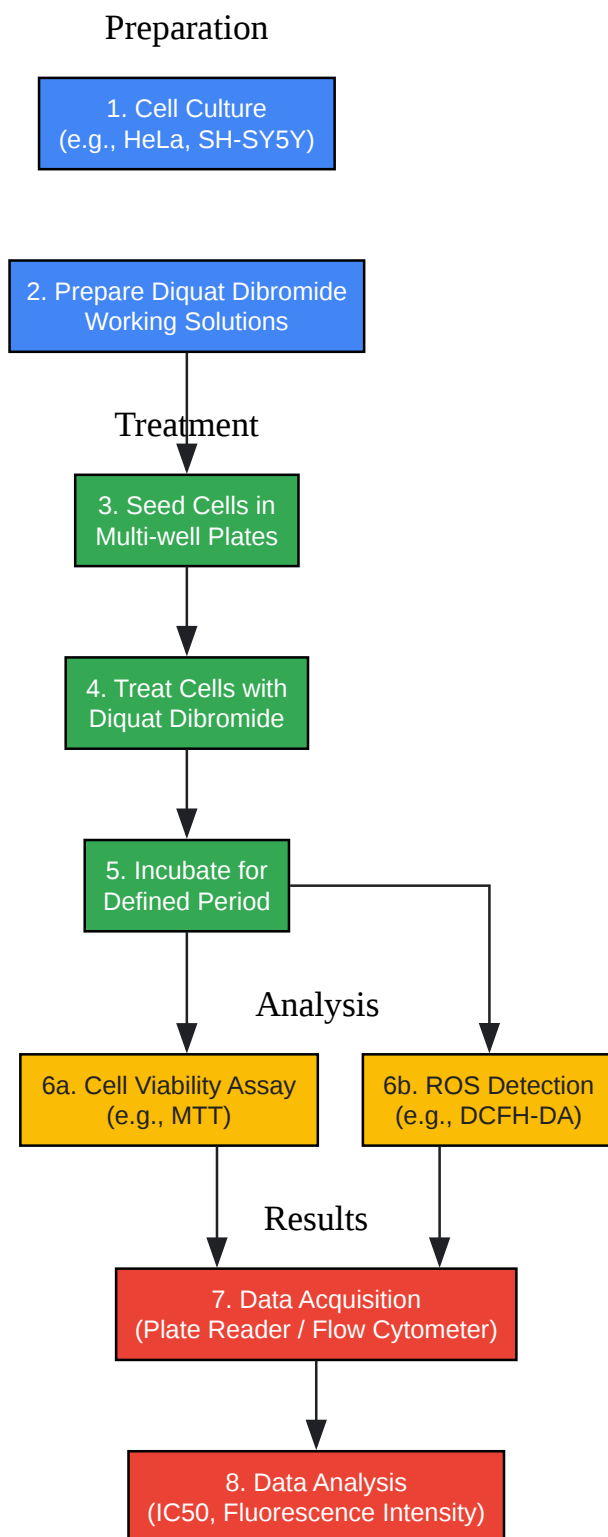 Preparation
1. Cell Culture
(e.g., HeLa, SH-SY5Y)
2. Prepare Diquat Dibromide
Working Solutions
Treatment
3. Seed Cells in
Multi-well Plates
4. Treat Cells with
Diquat Dibromide
5. Incubate for
Defined Period
Analysis
6a. Cell Viability Assay
(e.g., MTT)
6b. ROS Detection
(e.g., DCFH-DA)
Results
7. Data Acquisition
(Plate Reader / Flow Cytometer)
8. Data Analysis
(IC50, Fluorescence Intensity)